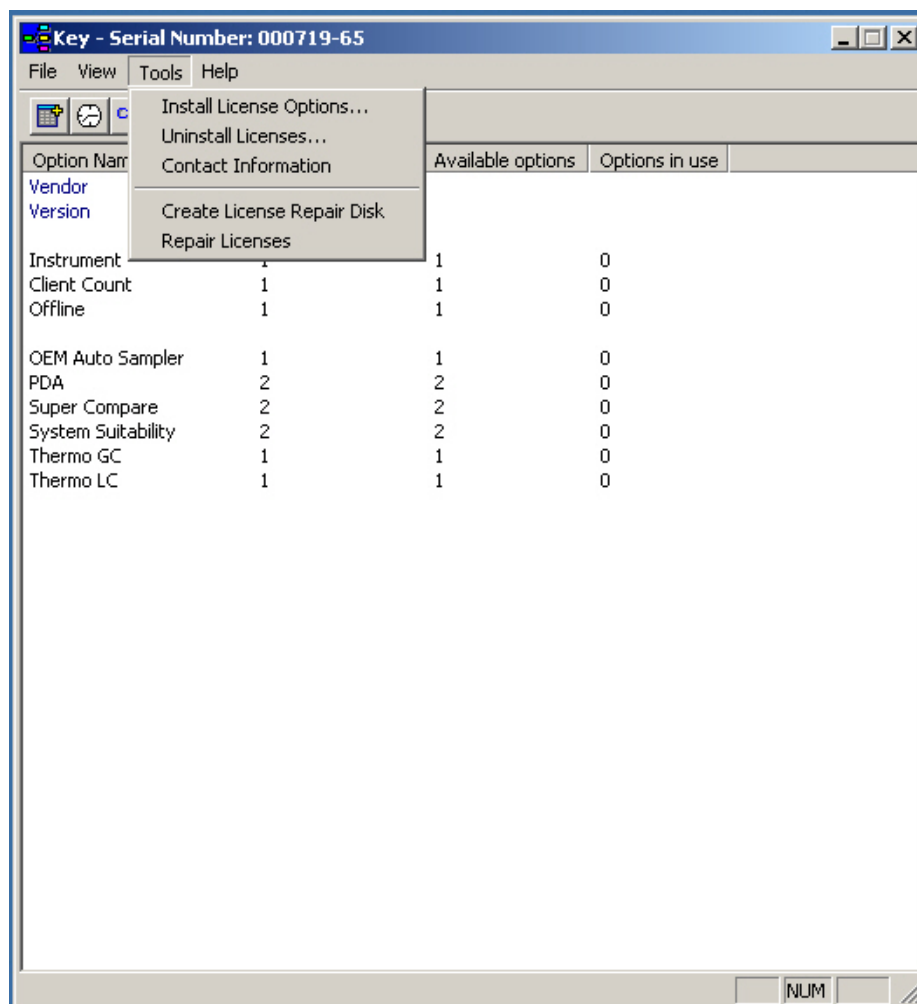 Key - Serial Number: 000719-65
File View Tools Help
Install License Options...
Uninstall Licenses...
Contact Information
Create License Repair Disk
Repair Licenses
Option Nam Available options Options in use
Vendor
Version
Instrument 1 1 0
Client Count 1 1 0
Offline 1 1 0
OEM Auto Sampler 1 1 0
PDA 2 2 0
Super Compare 2 2 0
System Suitability 2 2 0
Thermo GC 1 1 0
Thermo LC 1 1 0
NUM